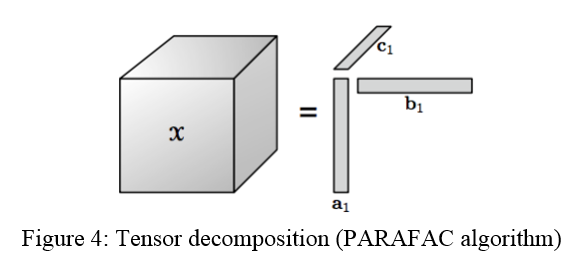 x
=
c₁
b₁
a₁
Figure 4: Tensor decomposition (PARAFAC algorithm)